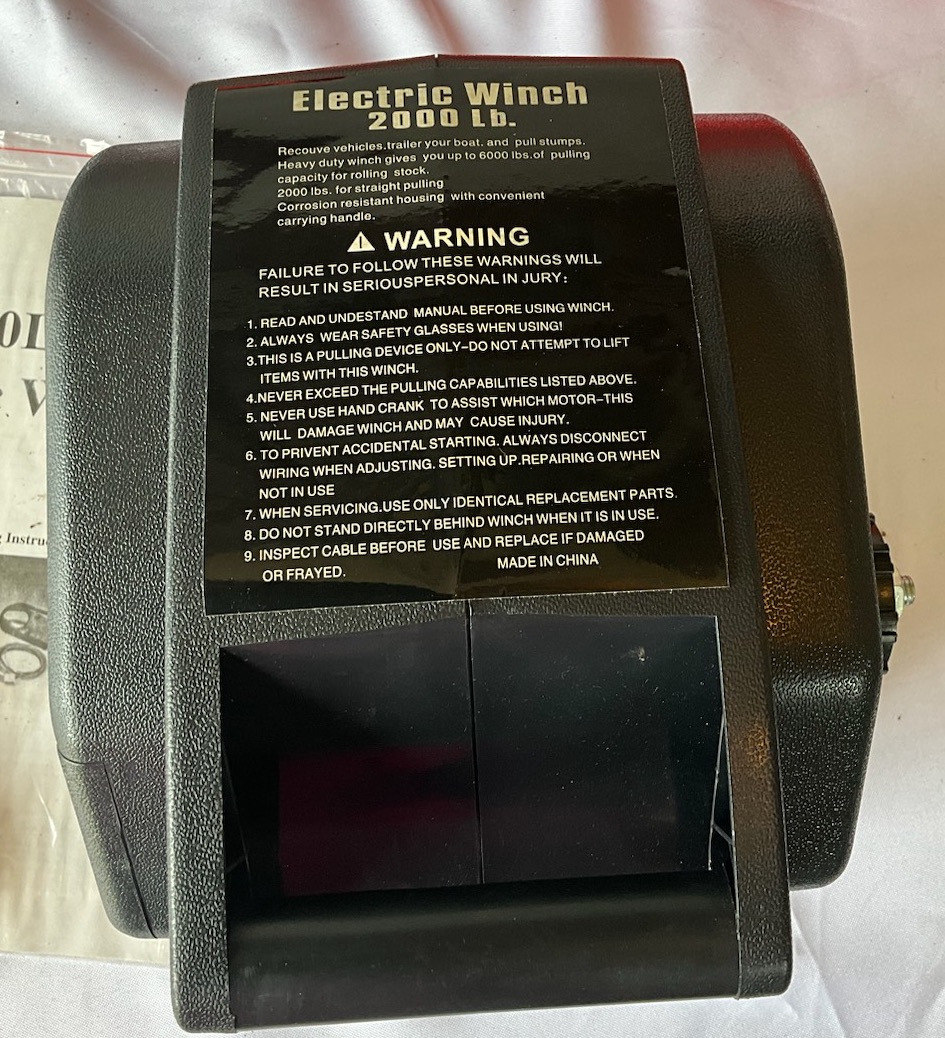 Electric Winch
2000 Lb.
Recouve vehicles.trailer your boat. and pull stumps.
Heavy duty winch gives you up to 6000 lbs.of pulling
capacity for rolling stock.
2000 lbs. for straight pulling
Corrosion resistant housing with convenient
carrying handle.
WARNING
FAILURE TO FOLLOW THESE WARNINGS WILL
RESULT IN SERIOUSPERSONAL IN JURY:
1. READ AND UNDESTAND MANUAL BEFORE USING WINCH.
2. ALWAYS WEAR SAFETY GLASSES WHEN USING!
3.THIS IS A PULLING DEVICE ONLY-DO NOT ATTEMPT TO LIFT
ITEMS WITH THIS WINCH.
4.NEVER EXCEED THE PULLING CAPABILITIES LISTED ABOVE.
5. NEVER USE HAND CRANK TO ASSIST WHICH MOTOR-THIS
WILL DAMAGE WINCH AND MAY CAUSE INJURY.
6. TO PRIVENT ACCIDENTAL STARTING. ALWAYS DISCONNECT
WIRING WHEN ADJUSTING. SETTING UP.REPAIRING OR WHEN
NOT IN USE
7. WHEN SERVICING.USE ONLY IDENTICAL REPLACEMENT PARTS.
8. DO NOT STAND DIRECTLY BEHIND WINCH WHEN IT IS IN USE.
9. INSPECT CABLE BEFORE USE AND REPLACE IF DAMAGED
OR FRAYED. MADE IN CHINA